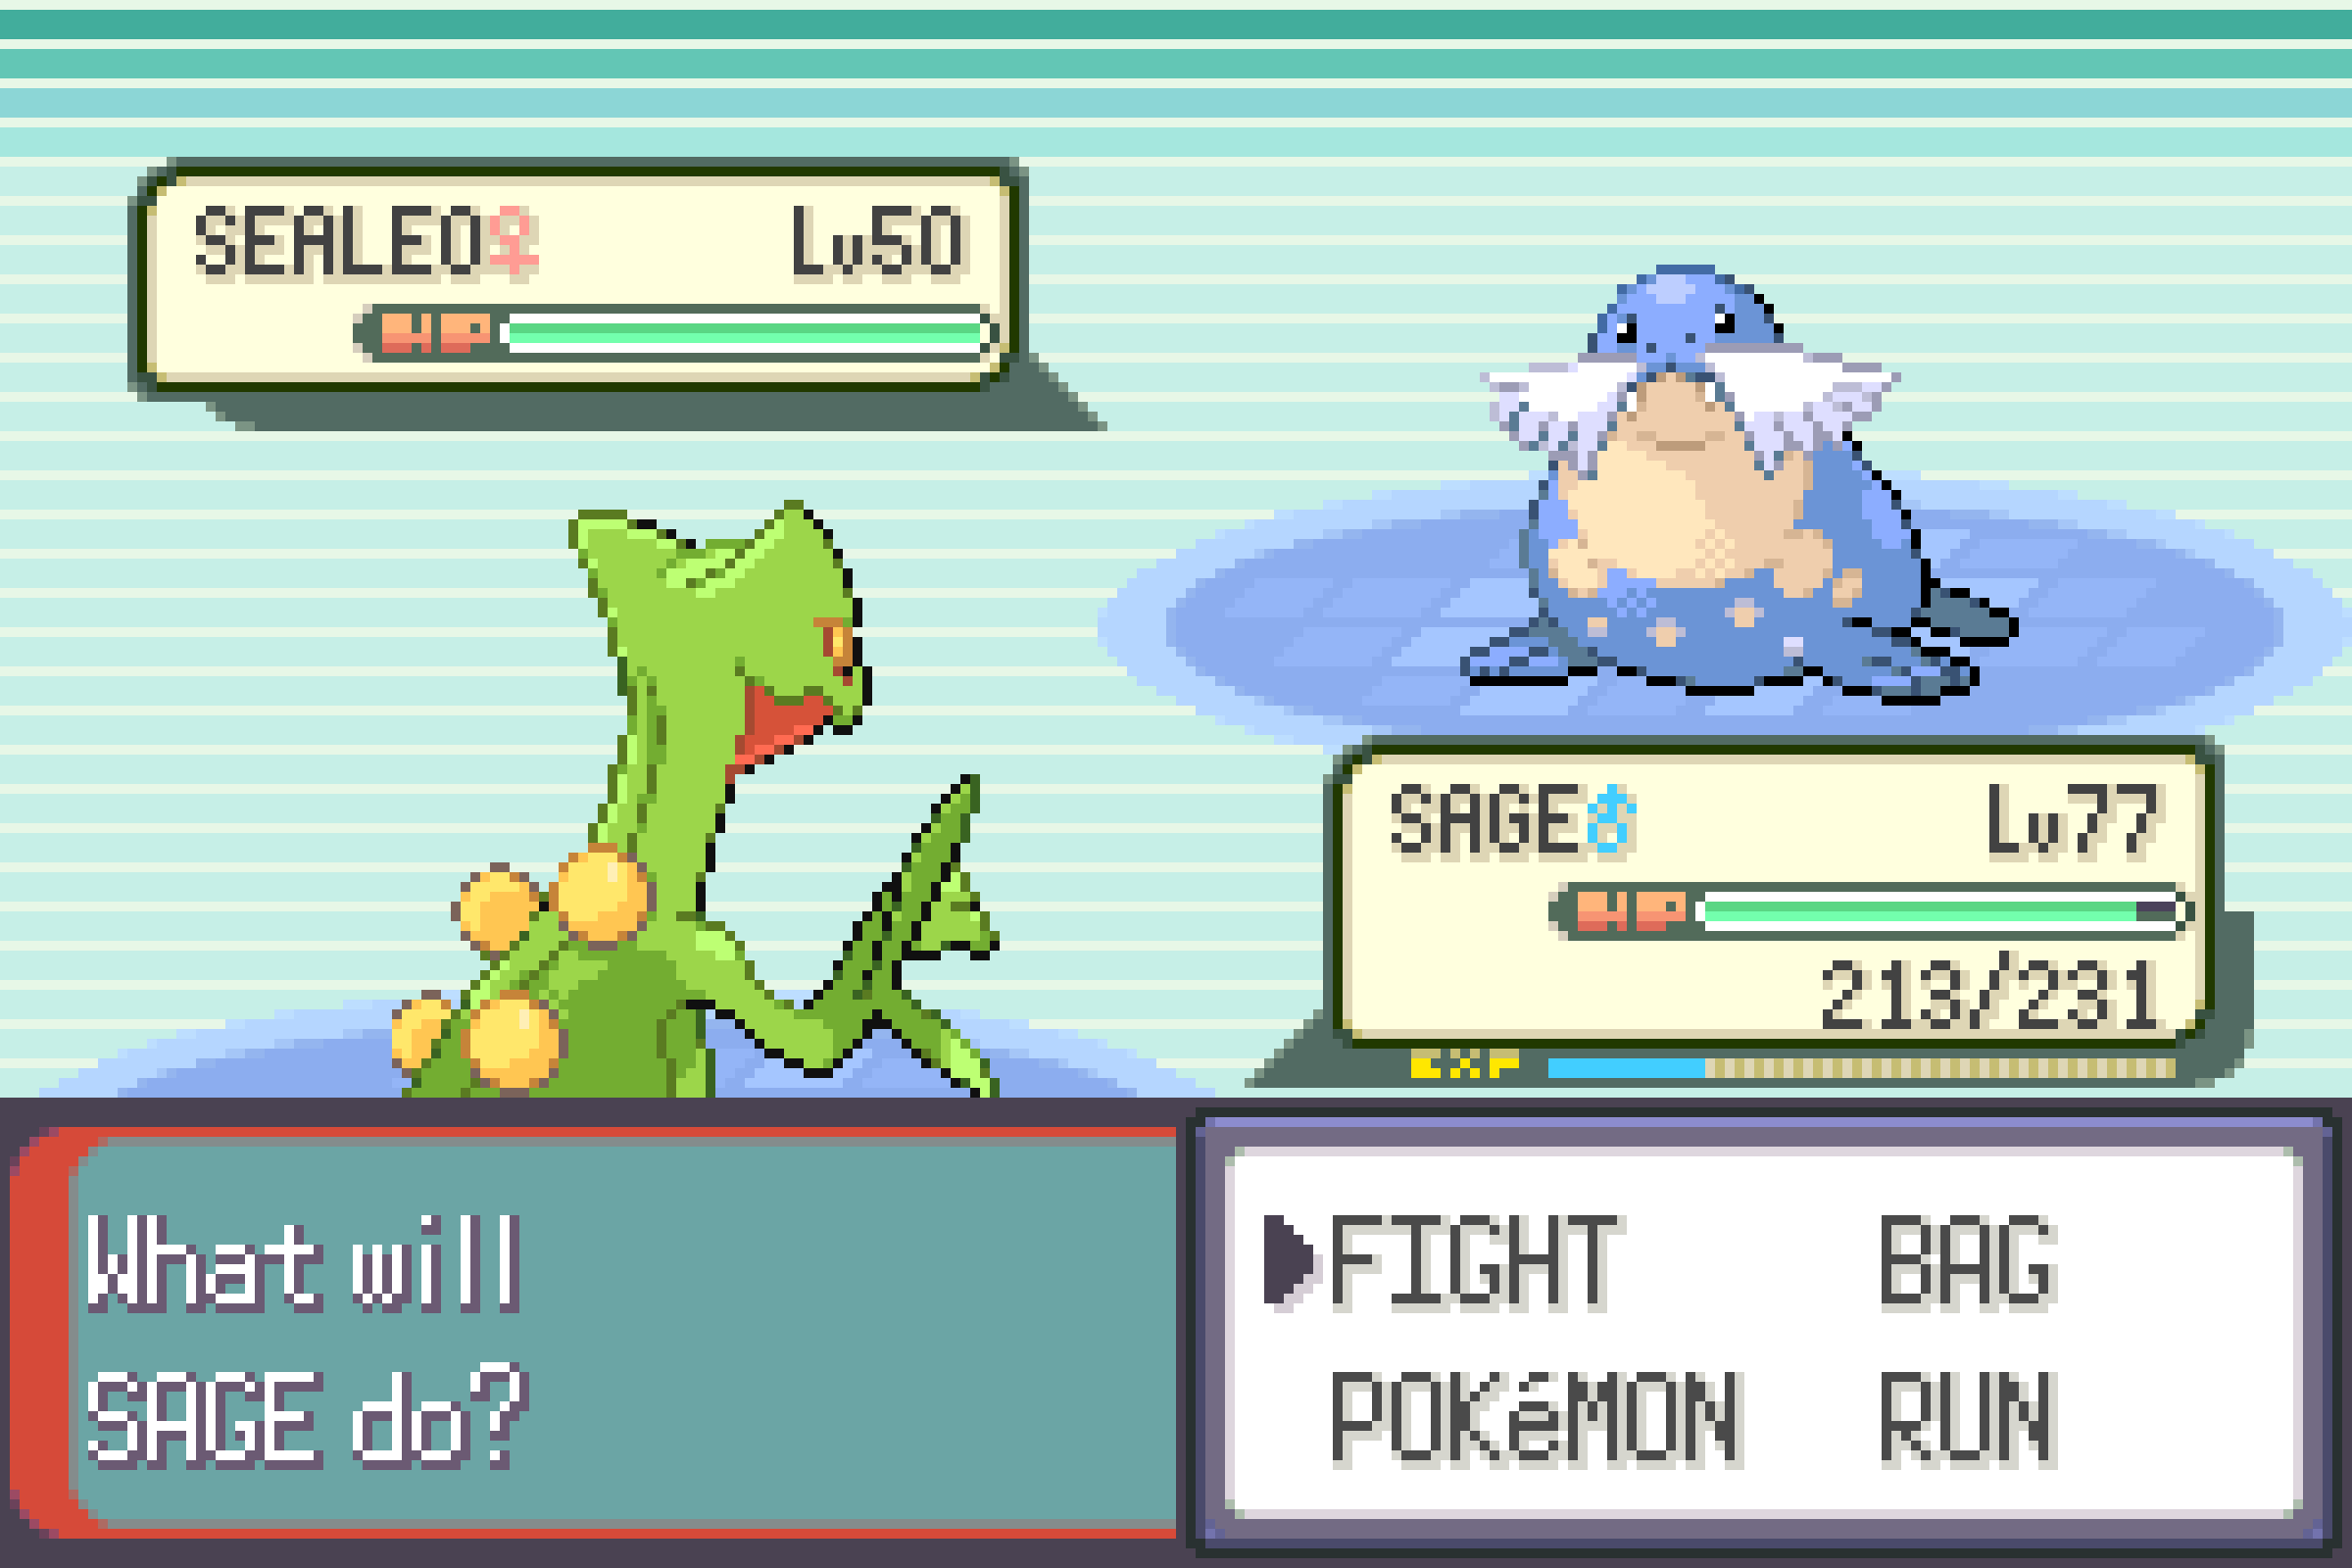 SEALEO♀ Lv50
HP
SAGE♂ Lv77
HP
213/231
EXP
What will
SAGE do?
▶FIGHT BAG
POKéMON RUN